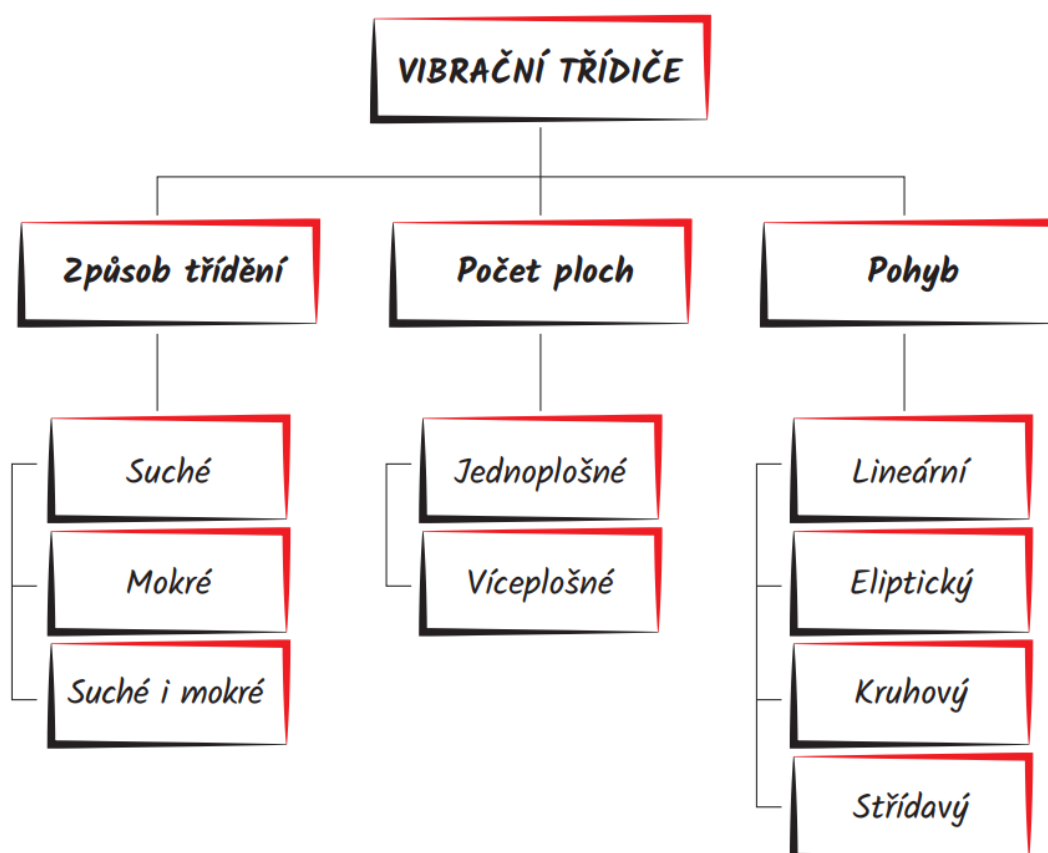 VIBRAČNÍ TŘÍDIČE
Způsob třídění
Počet ploch
Pohyb
Suché
Mokré
Suché i mokré
Jednoplošné
Víceplošné
Lineární
Eliptický
Kruhový
Střídavý